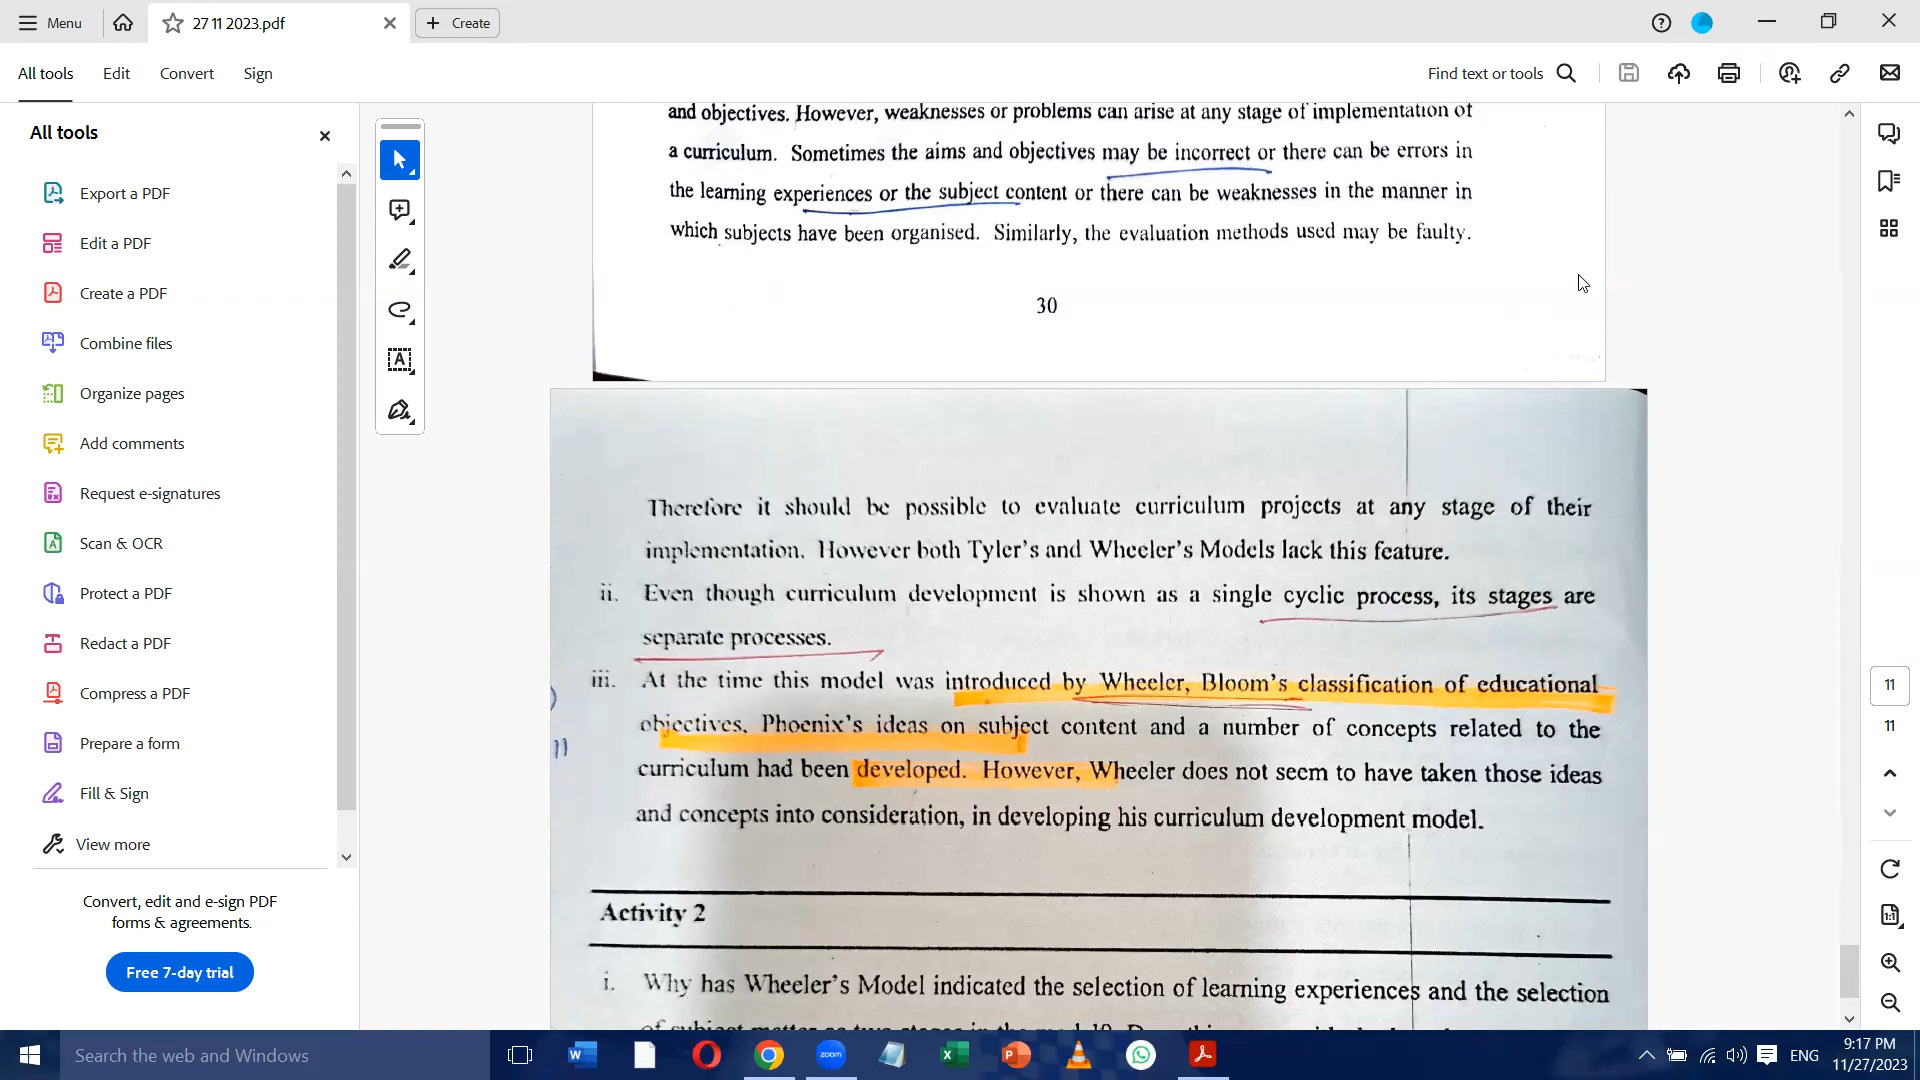 Menu
27 11 2023.pdf
Create
All tools
Edit
Convert
Sign
Find text or tools
All tools
Export a PDF
Edit a PDF
Create a PDF
Combine files
Organize pages
Add comments
Request e-signatures
Scan & OCR
Protect a PDF
Redact a PDF
Compress a PDF
Prepare a form
Fill & Sign
View more
Convert, edit and e-sign PDF
forms & agreements.
Free 7-day trial
and objectives. However, weaknesses or problems can arise at any stage of implementation of
a curriculum. Sometimes the aims and objectives may be incorrect or there can be errors in
the learning experiences or the subject content or there can be weaknesses in the manner in
which subjects have been organised. Similarly, the evaluation methods used may be faulty.
30
Therefore it should be possible to evaluate curriculum projects at any stage of their
implementation. However both Tyler's and Wheeler's Models lack this feature.
ii. Even though curriculum development is shown as a single cyclic process, its stages are
separate processes.
iii. At the time this model was introduced by Wheeler, Bloom's classification of educational
objectives, Phoenix's ideas on subject content and a number of concepts related to the
curriculum had been developed. However, Wheeler does not seem to have taken those ideas
and concepts into consideration, in developing his curriculum development model.
Activity 2
i. Why has Wheeler's Model indicated the selection of learning experiences and the selection
11
11
Search the web and Windows
zoom
ENG
9:17 PM
11/27/2023